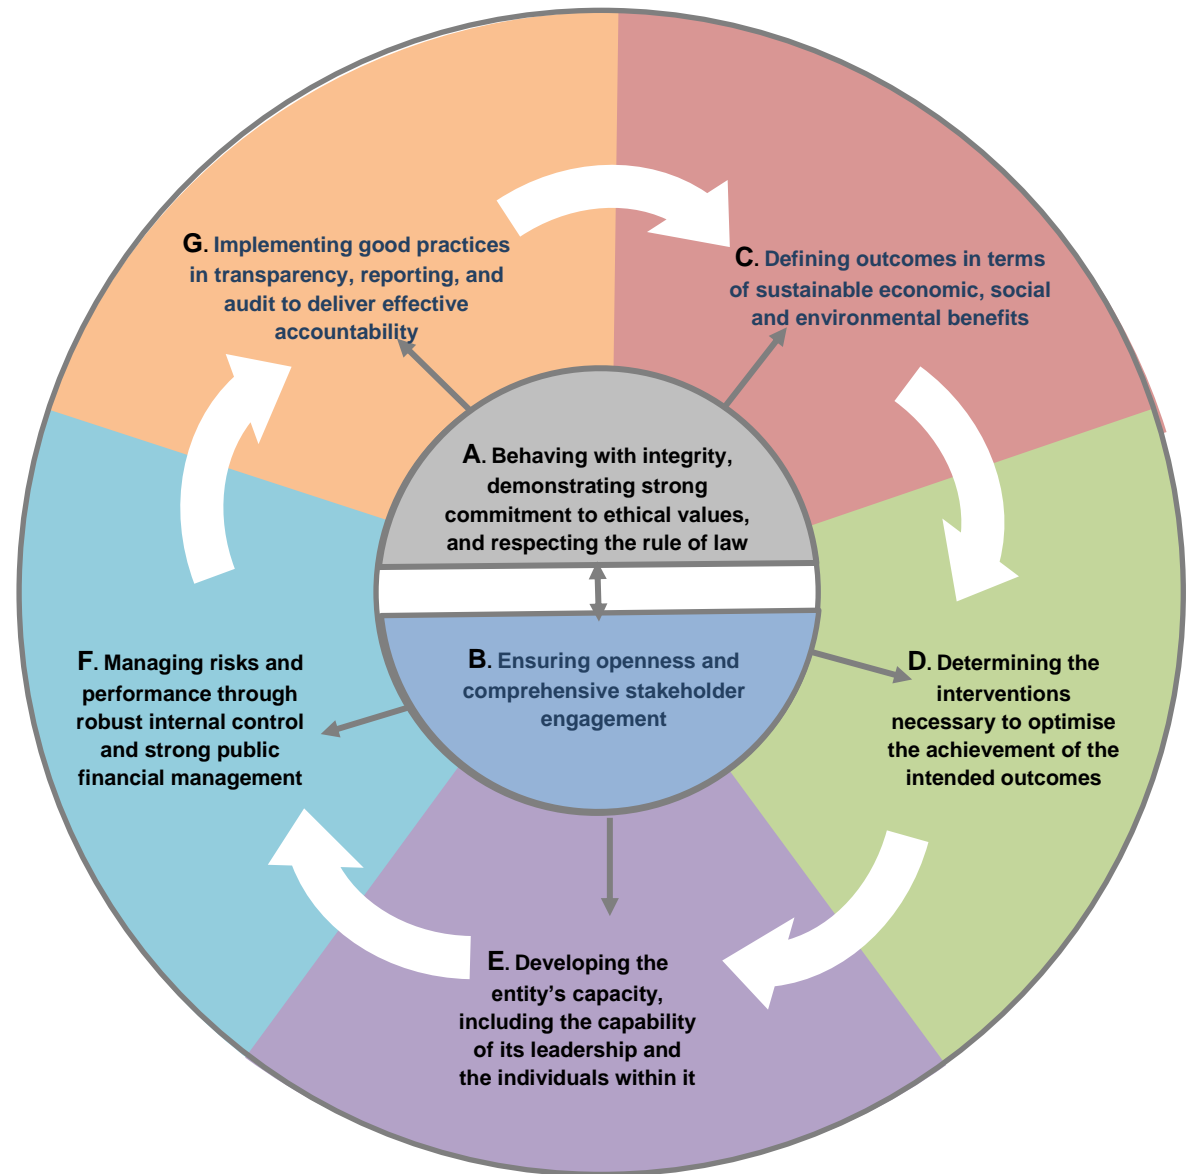 A. Behaving with integrity,
demonstrating strong
commitment to ethical values,
and respecting the rule of law
B. Ensuring openness and
comprehensive stakeholder
engagement
C. Defining outcomes in terms
of sustainable economic, social
and environmental benefits
D. Determining the
interventions
necessary to optimise
the achievement of the
intended outcomes
E. Developing the
entity’s capacity,
including the capability
of its leadership and
the individuals within it
F. Managing risks and
performance through
robust internal control
and strong public
financial management
G. Implementing good practices
in transparency, reporting, and
audit to deliver effective
accountability